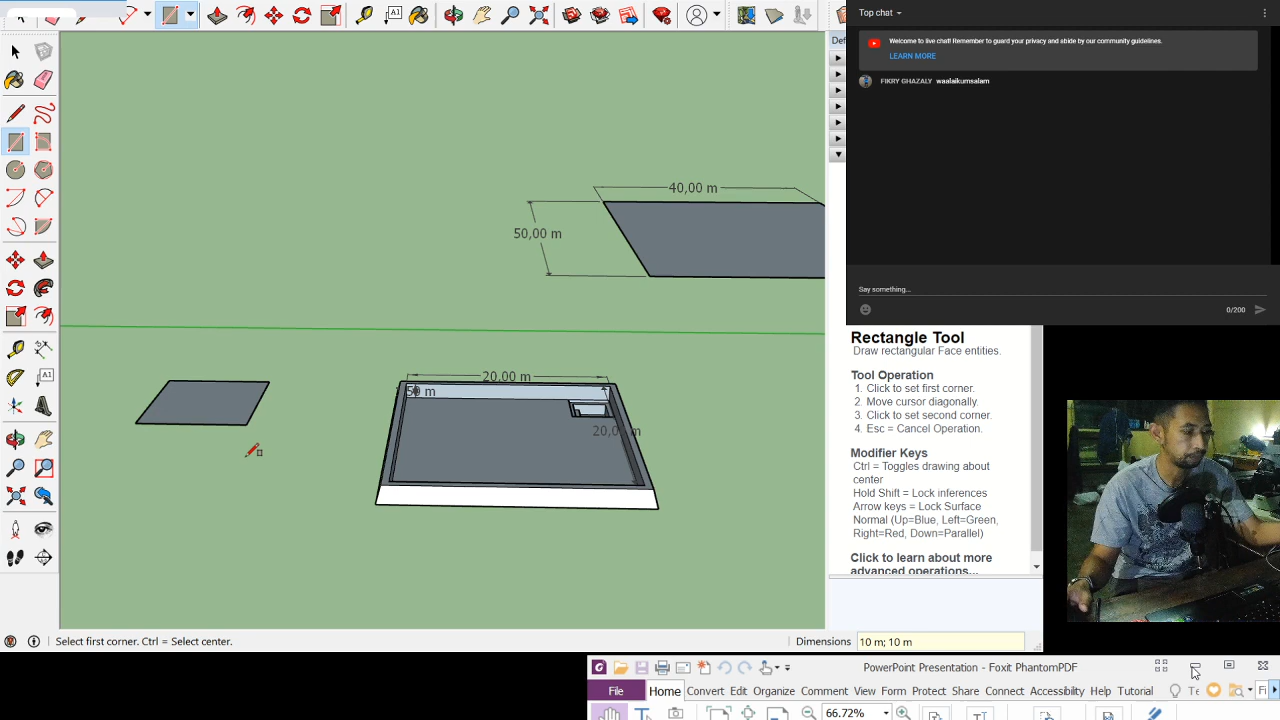 Top chat
Welcome to live chat! Remember to guard your privacy and abide by our community guidelines.
LEARN MORE
FIKRY GHAZALY waalaikumsalam
Say something...
0/200
A1
A1
40,00 m
50,00 m
20,00 m
50 m
20,0 m
Rectangle Tool
Draw rectangular Face entities.
Tool Operation
1. Click to set first corner.
2. Move cursor diagonally.
3. Click to set second corner.
4. Esc = Cancel Operation.
Modifier Keys
Ctrl = Toggles drawing about
center
Hold Shift = Lock inferences
Arrow keys = Lock Surface
Normal (Up=Blue, Left=Green,
Right=Red, Down=Parallel)
Click to learn about more
advanced operations...
Select first corner. Ctrl = Select center.
Dimensions 10 m; 10 m
PowerPoint Presentation - Foxit PhantomPDF
File Home Convert Edit Organize Comment View Form Protect Share Connect Accessibility Help Tutorial
66.72%